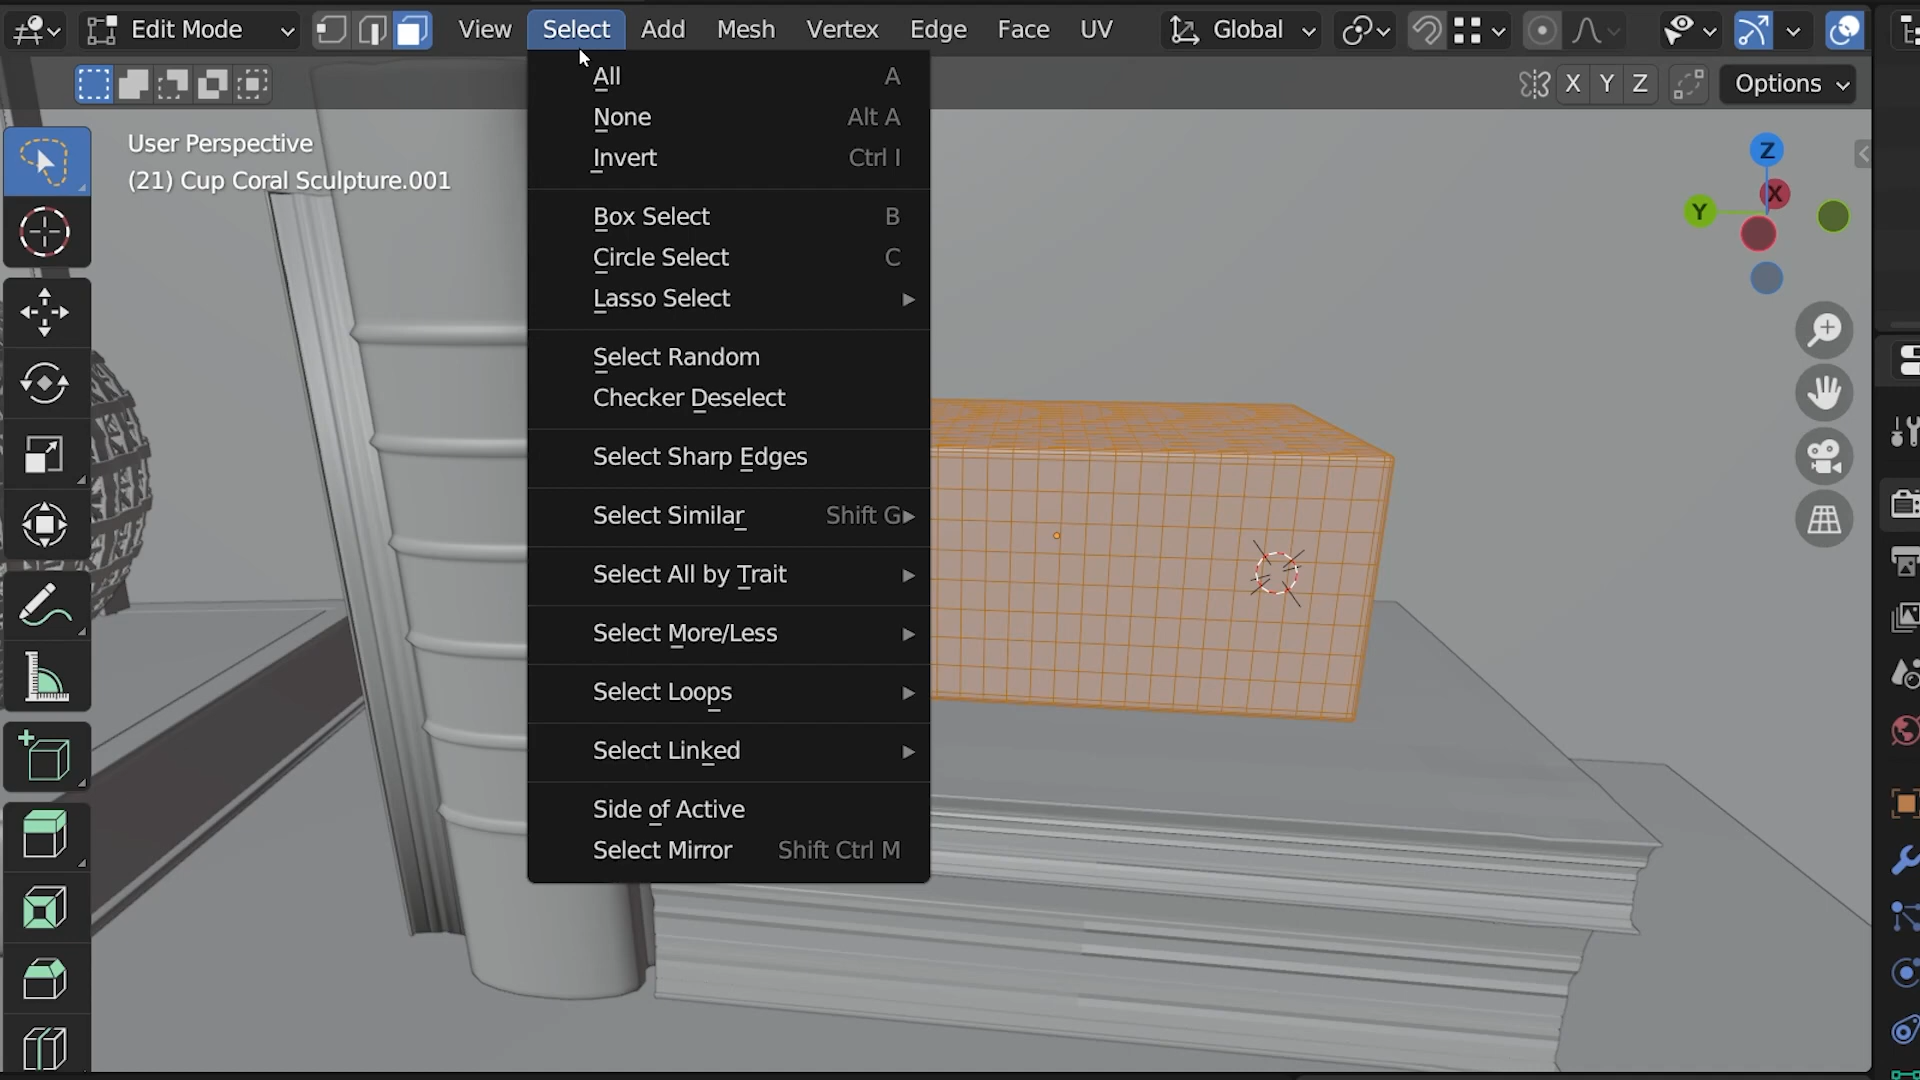 Edit Mode View Select Add Mesh Vertex Edge Face UV Global
X Y Z Options
User Perspective
(21) Cup Coral Sculpture.001
All A
None Alt A
Invert Ctrl I
Box Select B
Circle Select C
Lasso Select
Select Random
Checker Deselect
Select Sharp Edges
Select Similar Shift G
Select All by Trait
Select More/Less
Select Loops
Select Linked
Side of Active
Select Mirror Shift Ctrl M
Z
X
Y